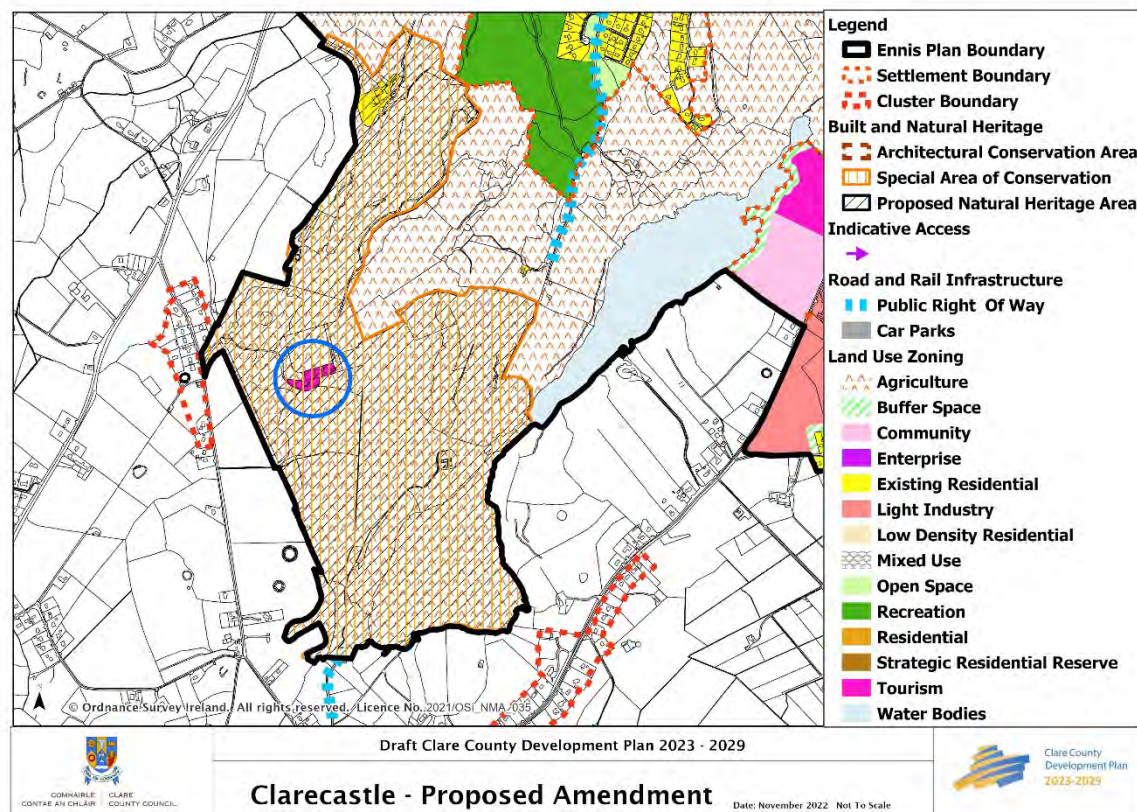 Legend
Ennis Plan Boundary
Settlement Boundary
Cluster Boundary
Built and Natural Heritage
Architectural Conservation Area
Special Area of Conservation
Proposed Natural Heritage Area
Indicative Access
Road and Rail Infrastructure
Public Right Of Way
Car Parks
Land Use Zoning
Agriculture
Buffer Space
Community
Enterprise
Existing Residential
Light Industry
Low Density Residential
Mixed Use
Open Space
Recreation
Residential
Strategic Residential Reserve
Tourism
Water Bodies
© Ordnance Survey Ireland. All rights reserved. Licence No. 2021/OSi_NMA_035
COMHAIRLE CLARE
CONTAE AN CHLÁIR COUNTY COUNCIL
Draft Clare County Development Plan 2023 - 2029
Clarecastle - Proposed Amendment
Date: November 2022 Not To Scale
Clare County
Development Plan
2023-2029